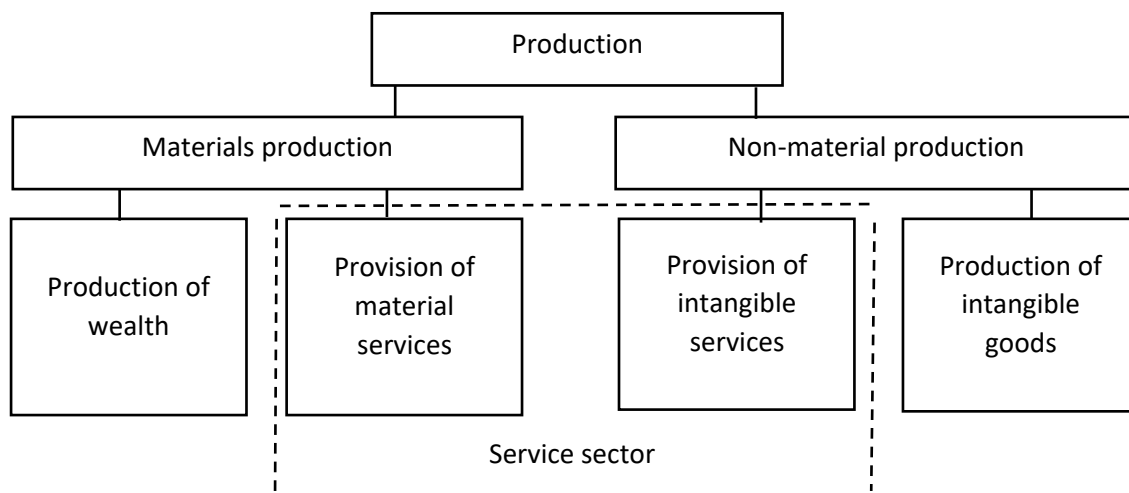 Production
Materials production
Non-material production
Production of
wealth
Provision of
material
services
Provision of
intangible
services
Production of
intangible
goods
Service sector